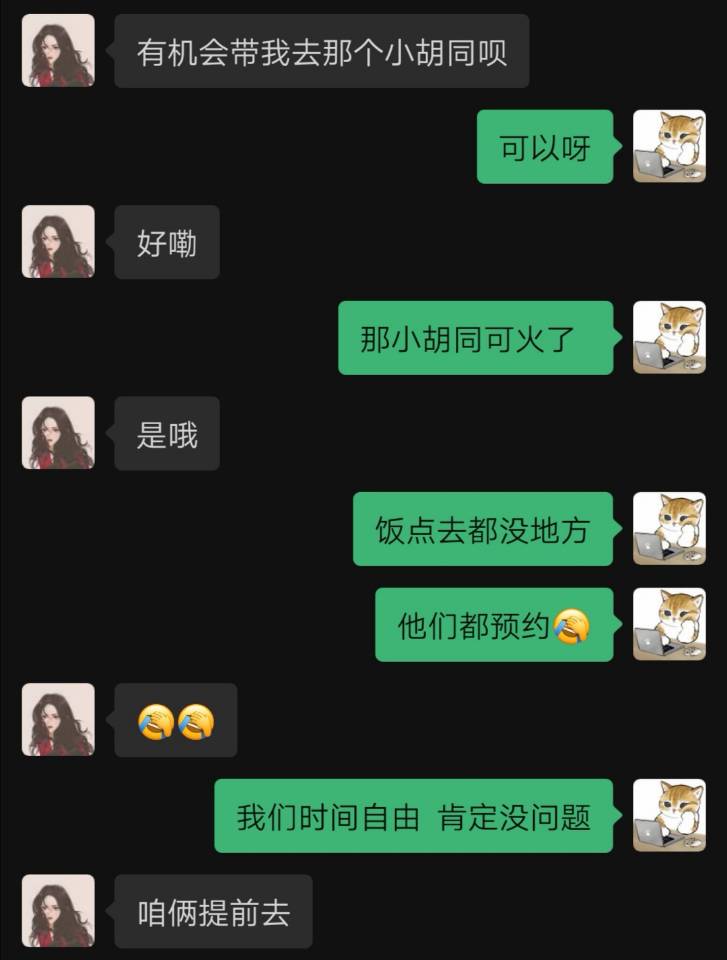 有机会带我去那个小胡同呗
可以呀
好嘞
那小胡同可火了
是哦
饭点去都没地方
他们都预约🤦
🤦🤦
我们时间自由 肯定没问题
咱俩提前去